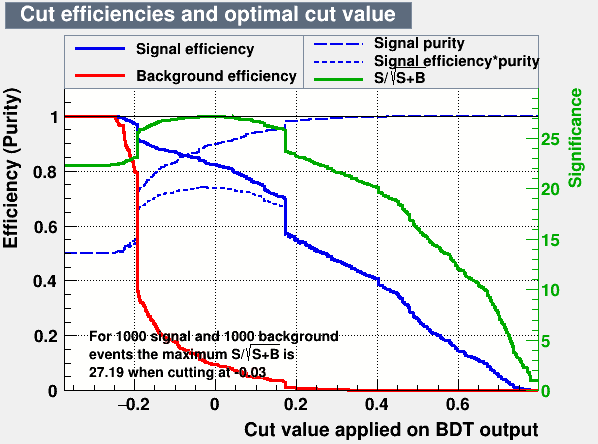 Cut efficiencies and optimal cut value
Signal efficiency
Background efficiency
Signal purity
Signal efficiency*purity
S/√S+B
Efficiency (Purity)
1
0.8
0.6
0.4
0.2
0
Significance
25
20
15
10
5
0
For 1000 signal and 1000 background
events the maximum S/√S+B is
27.19 when cutting at -0.03
−0.2
0
0.2
0.4
0.6
Cut value applied on BDT output